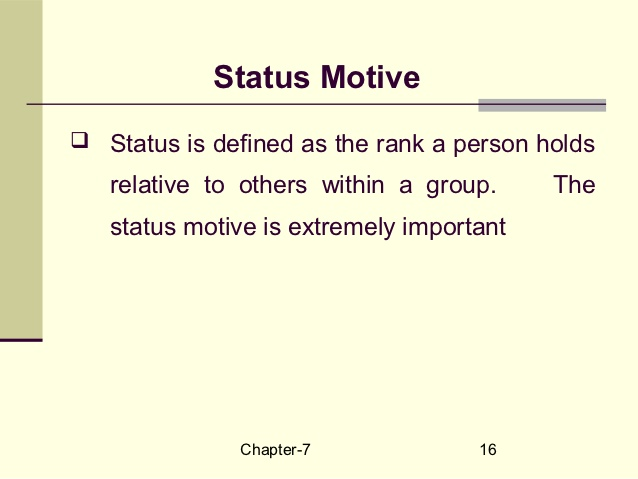 Status Motive
❑ Status is defined as the rank a person holds
relative to others within a group. The
status motive is extremely important
Chapter-7 16